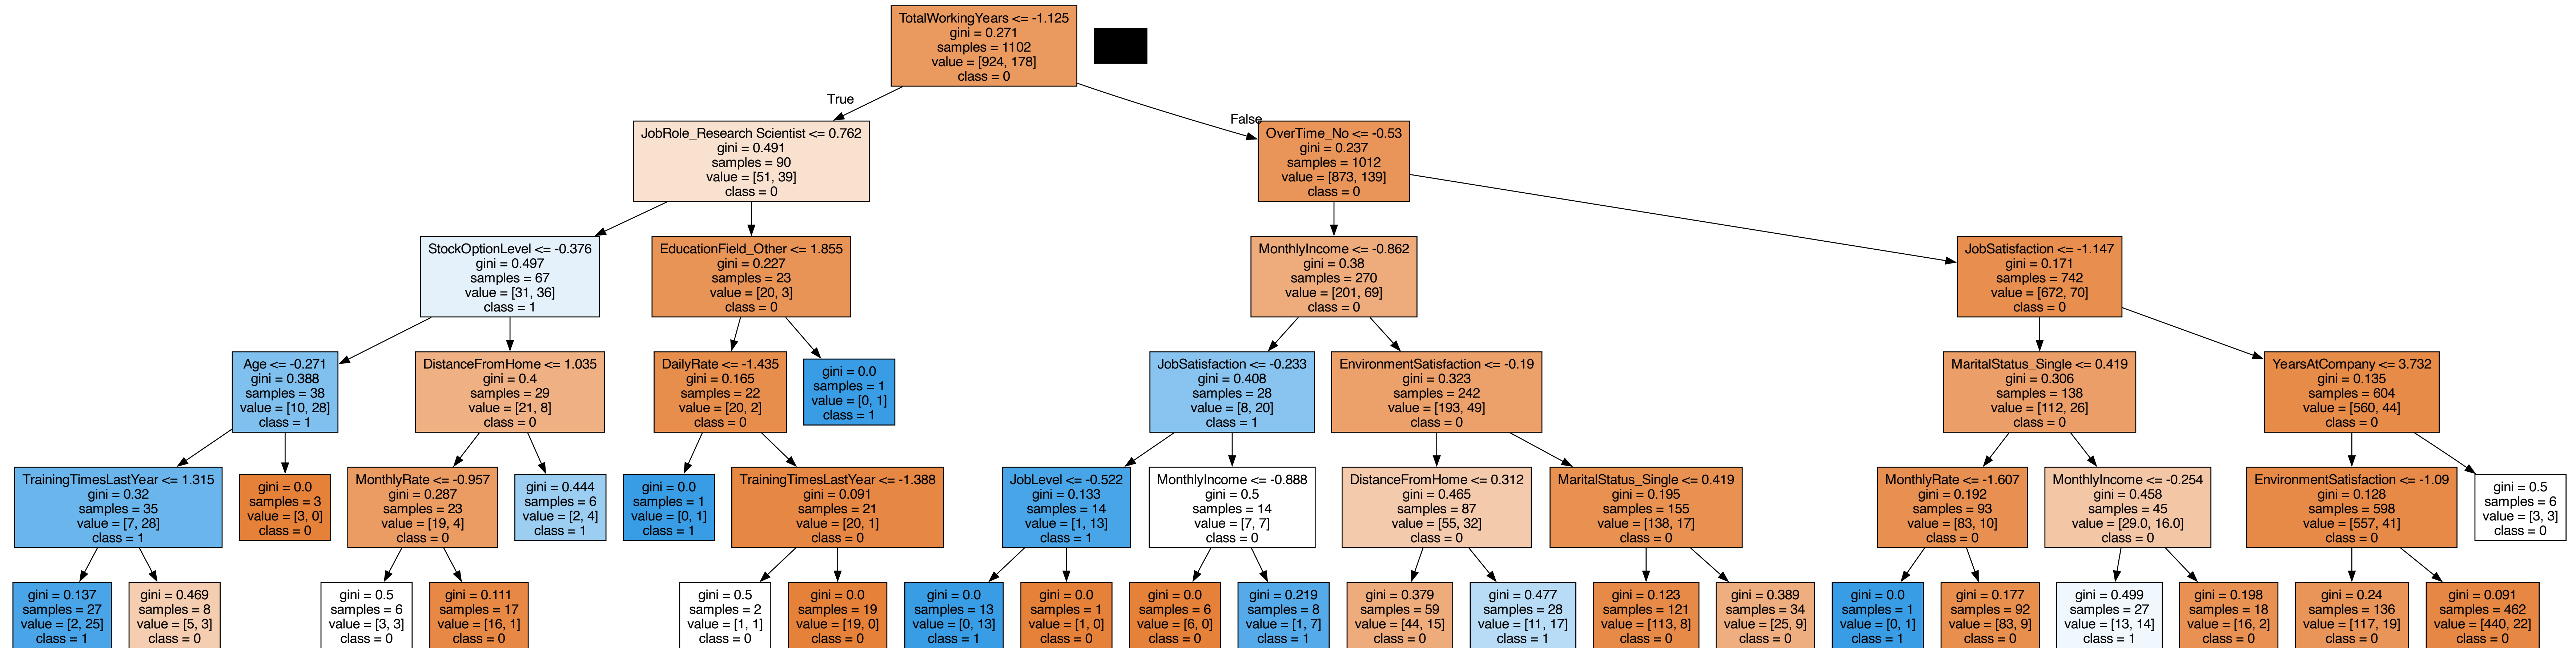 TotalWorkingYears <= -1.125
gini = 0.271
samples = 1102
value = [924, 178]
class = 0
True
False
JobRole_Research Scientist <= 0.762
gini = 0.491
samples = 90
value = [51, 39]
class = 0
OverTime_No <= -0.53
gini = 0.237
samples = 1012
value = [873, 139]
class = 0
StockOptionLevel <= -0.376
gini = 0.497
samples = 67
value = [31, 36]
class = 1
EducationField_Other <= 1.855
gini = 0.227
samples = 23
value = [20, 3]
class = 0
MonthlyIncome <= -0.862
gini = 0.38
samples = 270
value = [201, 69]
class = 0
JobSatisfaction <= -1.147
gini = 0.171
samples = 742
value = [672, 70]
class = 0
Age <= -0.271
gini = 0.388
samples = 38
value = [10, 28]
class = 1
DistanceFromHome <= 1.035
gini = 0.4
samples = 29
value = [21, 8]
class = 0
DailyRate <= -1.435
gini = 0.165
samples = 22
value = [20, 2]
class = 0
gini = 0.0
samples = 1
value = [0, 1]
class = 1
JobSatisfaction <= -0.233
gini = 0.408
samples = 28
value = [8, 20]
class = 1
EnvironmentSatisfaction <= -0.19
gini = 0.323
samples = 242
value = [193, 49]
class = 0
MaritalStatus_Single <= 0.419
gini = 0.306
samples = 138
value = [112, 26]
class = 0
YearsAtCompany <= 3.732
gini = 0.135
samples = 604
value = [560, 44]
class = 0
TrainingTimesLastYear <= 1.315
gini = 0.32
samples = 35
value = [7, 28]
class = 1
gini = 0.0
samples = 3
value = [3, 0]
class = 0
MonthlyRate <= -0.957
gini = 0.287
samples = 23
value = [19, 4]
class = 0
gini = 0.444
samples = 6
value = [2, 4]
class = 1
gini = 0.0
samples = 1
value = [0, 1]
class = 1
TrainingTimesLastYear <= -1.388
gini = 0.091
samples = 21
value = [20, 1]
class = 0
JobLevel <= -0.522
gini = 0.133
samples = 14
value = [1, 13]
class = 1
MonthlyIncome <= -0.888
gini = 0.5
samples = 14
value = [7, 7]
class = 0
DistanceFromHome <= 0.312
gini = 0.465
samples = 87
value = [55, 32]
class = 0
MaritalStatus_Single <= 0.419
gini = 0.195
samples = 155
value = [138, 17]
class = 0
MonthlyRate <= -1.607
gini = 0.192
samples = 93
value = [83, 10]
class = 0
MonthlyIncome <= -0.254
gini = 0.458
samples = 45
value = [29.0, 16.0]
class = 0
EnvironmentSatisfaction <= -1.09
gini = 0.128
samples = 598
value = [557, 41]
class = 0
gini = 0.5
samples = 6
value = [3, 3]
class = 0
gini = 0.137
samples = 27
value = [2, 25]
class = 1
gini = 0.469
samples = 8
value = [5, 3]
class = 0
gini = 0.5
samples = 6
value = [3, 3]
class = 0
gini = 0.111
samples = 17
value = [16, 1]
class = 0
gini = 0.5
samples = 2
value = [1, 1]
class = 0
gini = 0.0
samples = 19
value = [19, 0]
class = 0
gini = 0.0
samples = 13
value = [0, 13]
class = 1
gini = 0.0
samples = 1
value = [1, 0]
class = 0
gini = 0.0
samples = 6
value = [6, 0]
class = 0
gini = 0.219
samples = 8
value = [1, 7]
class = 1
gini = 0.379
samples = 59
value = [44, 15]
class = 0
gini = 0.477
samples = 28
value = [11, 17]
class = 1
gini = 0.123
samples = 121
value = [113, 8]
class = 0
gini = 0.389
samples = 34
value = [25, 9]
class = 0
gini = 0.0
samples = 1
value = [0, 1]
class = 1
gini = 0.177
samples = 92
value = [83, 9]
class = 0
gini = 0.499
samples = 27
value = [13, 14]
class = 1
gini = 0.198
samples = 18
value = [16, 2]
class = 0
gini = 0.24
samples = 136
value = [117, 19]
class = 0
gini = 0.091
samples = 462
value = [440, 22]
class = 0